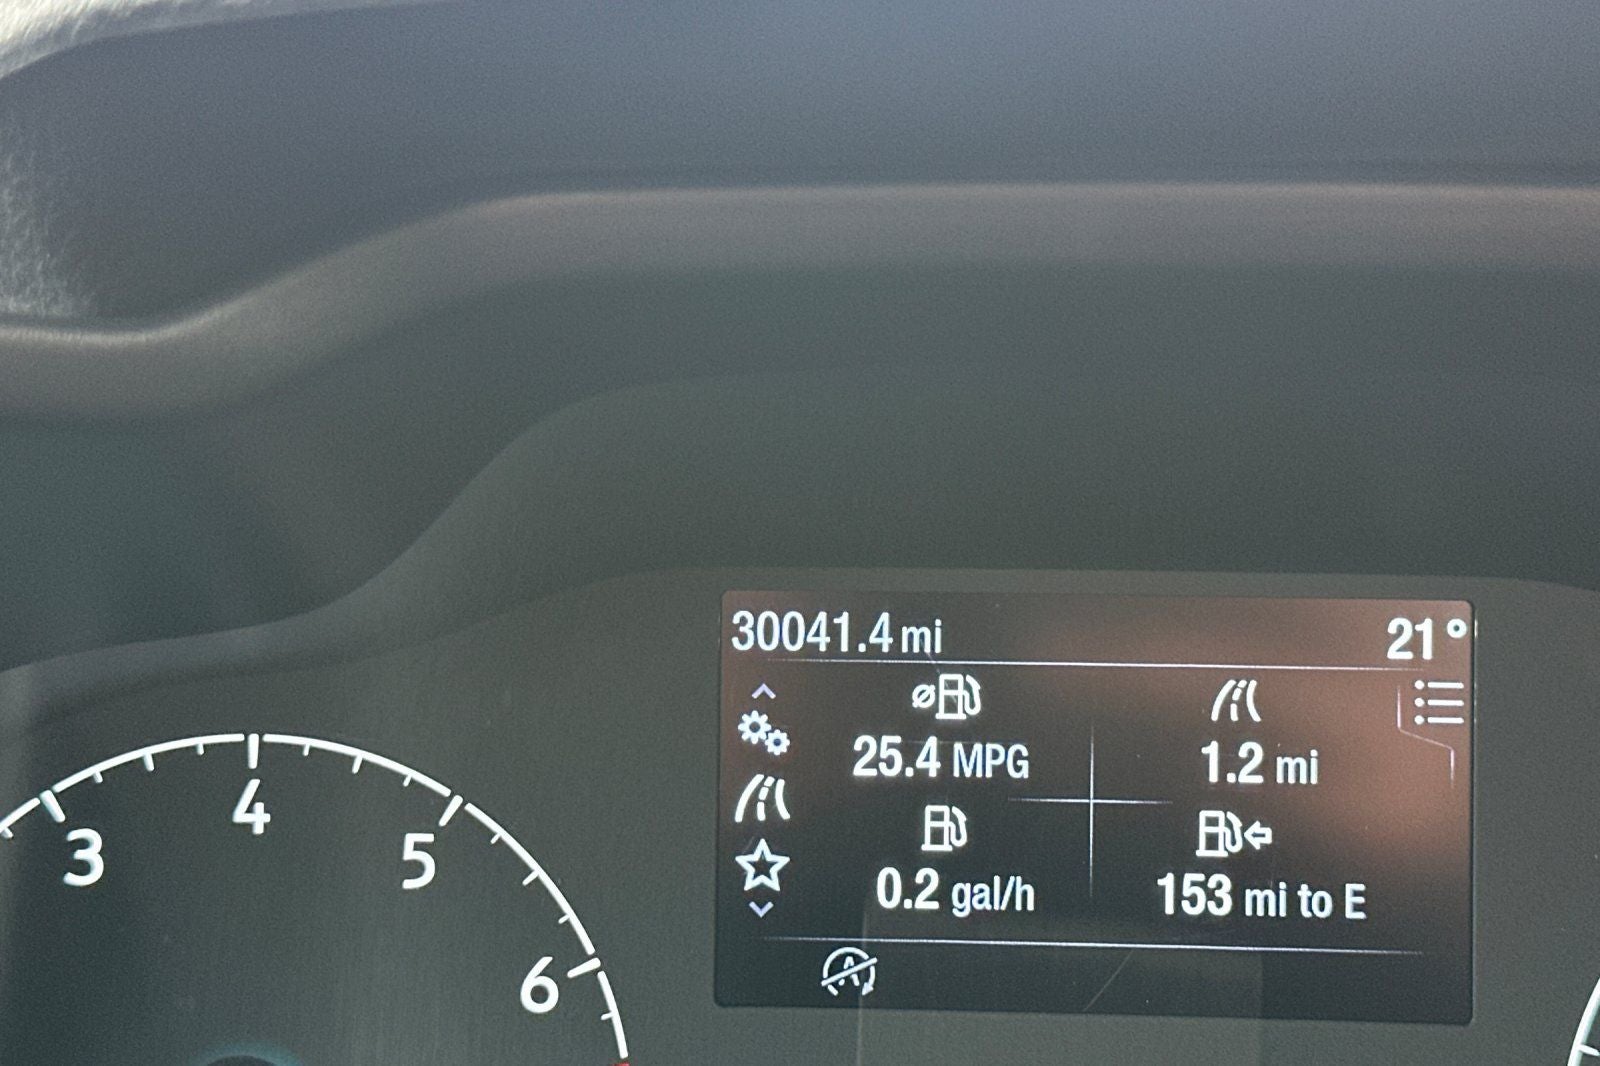 30041.4 mi 21°
25.4 MPG 1.2 mi
0.2 gal/h 153 mi to E
A
3 4 5 6